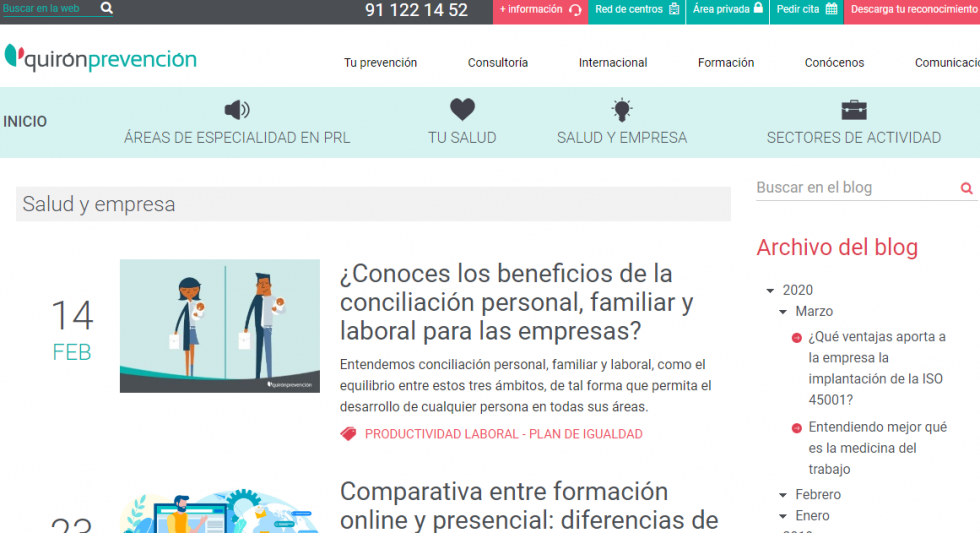 Buscar en la web
91 122 14 52
+ información
Red de centros
Área privada
Pedir cita
Descarga tu reconocimiento
quirónprevención
Tu prevención
Consultoría
Internacional
Formación
Conócenos
INICIO
ÁREAS DE ESPECIALIDAD EN PRL
TU SALUD
SALUD Y EMPRESA
SECTORES DE ACTIVIDAD
Salud y empresa
14
FEB
quirónprevención
¿Conoces los beneficios de la
conciliación personal, familiar y
laboral para las empresas?
Entendemos conciliación personal, familiar y laboral, como el
equilibrio entre estos tres ámbitos, de tal forma que permita el
desarrollo de cualquier persona en todas sus áreas.
PRODUCTIVIDAD LABORAL - PLAN DE IGUALDAD
Comparativa entre formación
online y presencial: diferencias de
Buscar en el blog
Archivo del blog
2020
Marzo
¿Qué ventajas aporta a
la empresa la
implantación de la ISO
45001?
Entendiendo mejor qué
es la medicina del
trabajo
Febrero
Enero